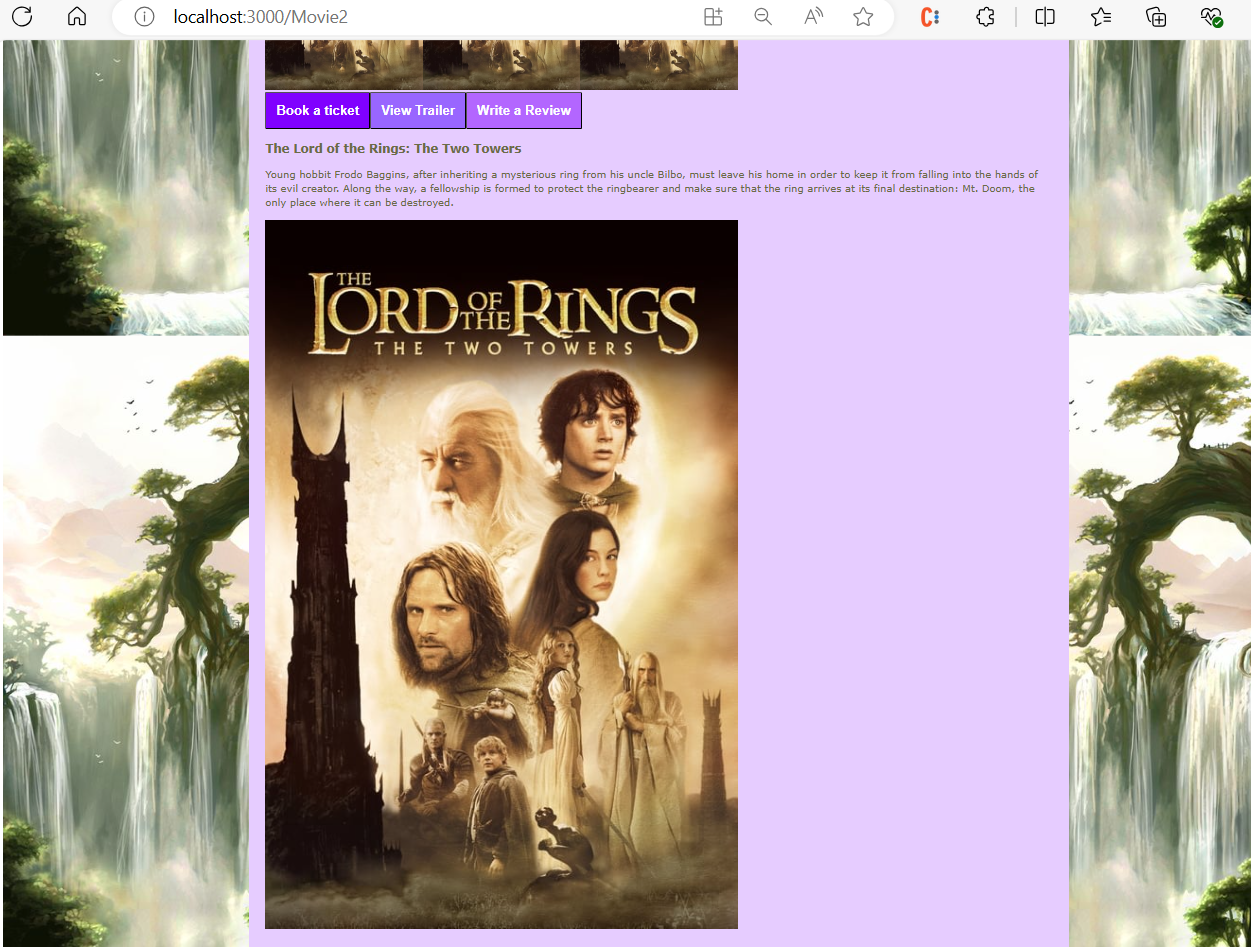 localhost:3000/Movie2
Book a ticket View Trailer Write a Review
The Lord of the Rings: The Two Towers
Young hobbit Frodo Baggins, after inheriting a mysterious ring from his uncle Bilbo, must leave his home in order to keep it from falling into the hands of
its evil creator. Along the way, a fellowship is formed to protect the ringbearer and make sure that the ring arrives at its final destination: Mt. Doom, the
only place where it can be destroyed.
THE
LORD OF THE RINGS
THE TWO TOWERS